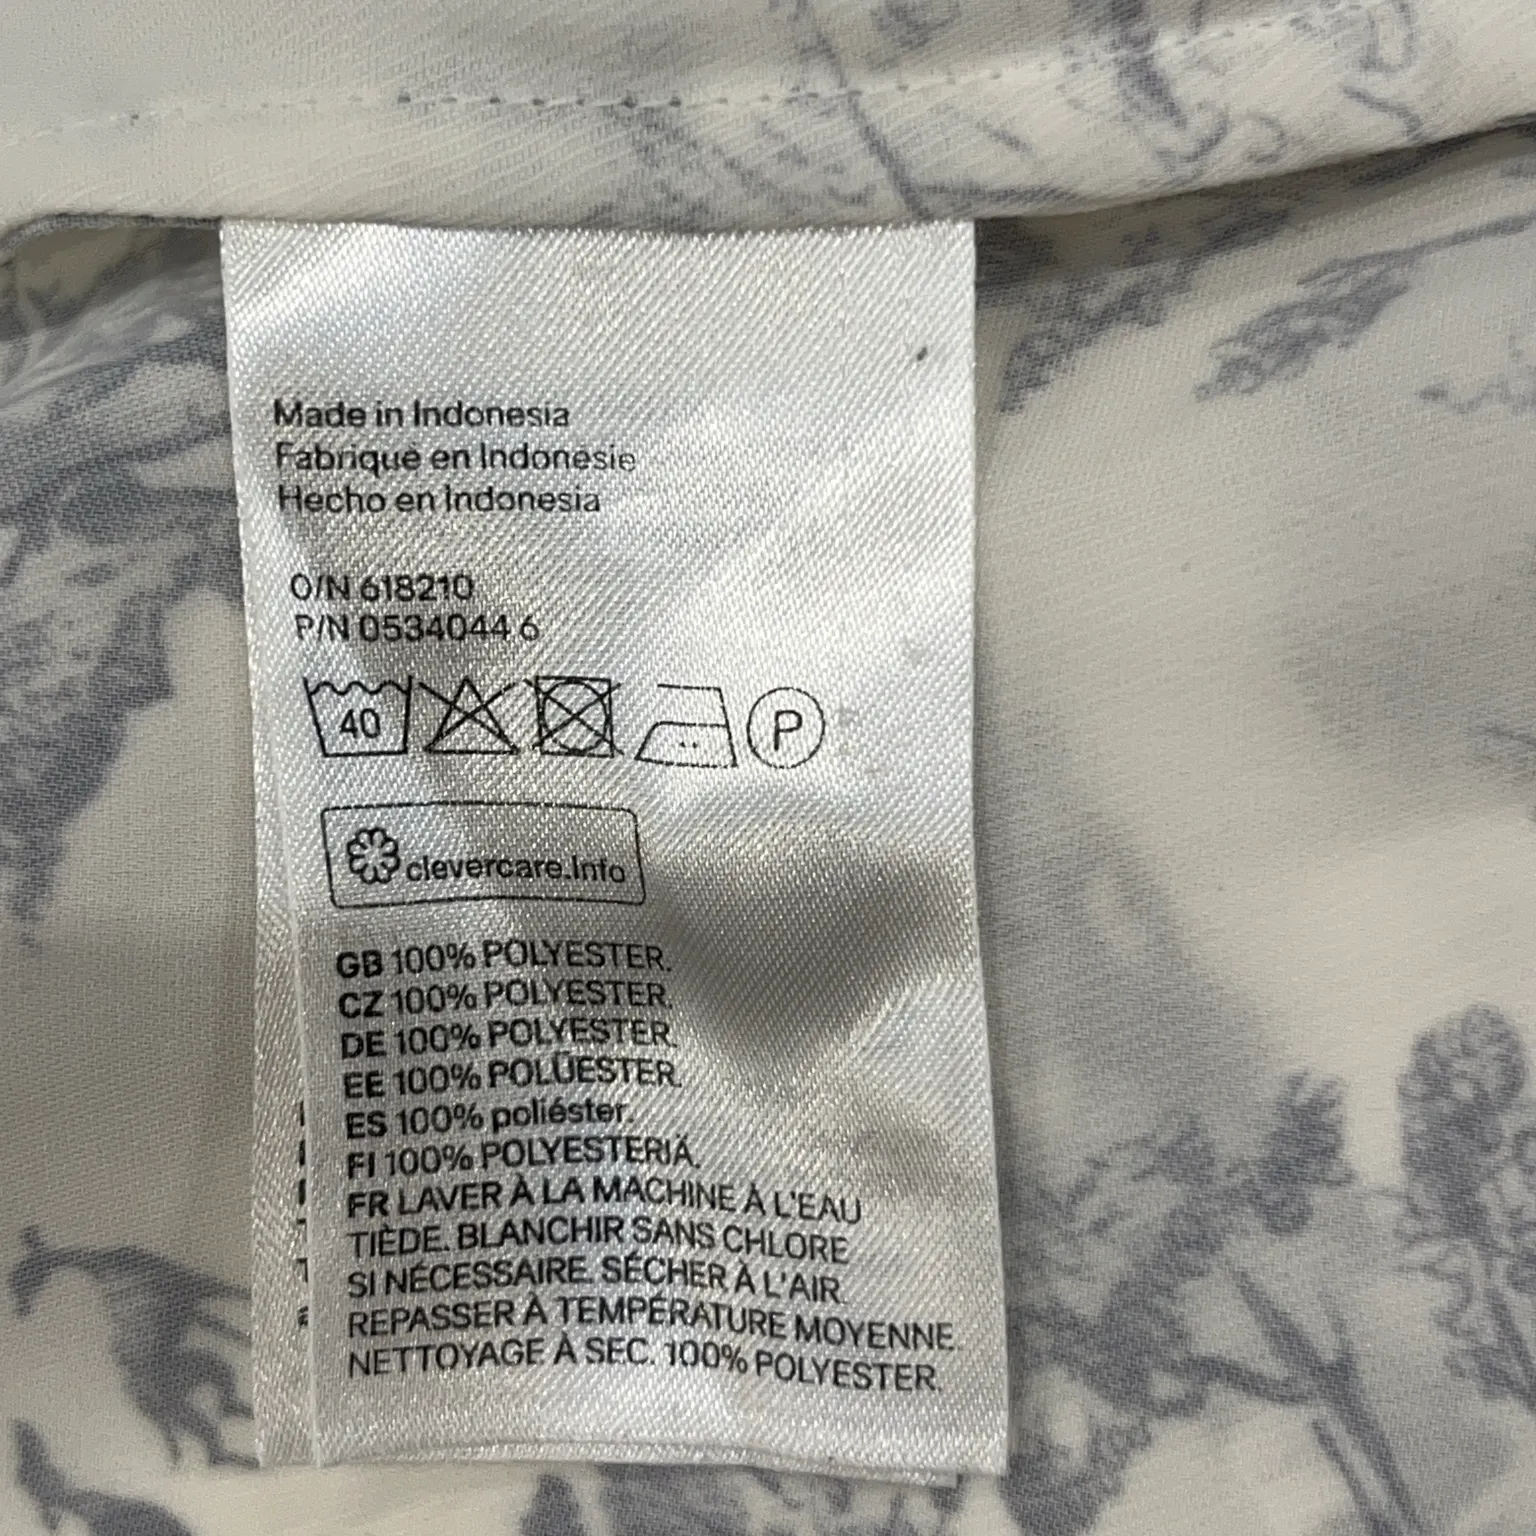 Made in Indonesia
Fabriqué en Indonésie
Hecho en Indonesia
O/N 618210
P/N 0534044 6
40
P
clevercare.Info
GB 100% POLYESTER.
CZ 100% POLYESTER.
DE 100% POLYESTER.
EE 100% POLÜESTER.
ES 100% poliéster.
FI 100% POLYESTERIÄ.
FR LAVER À LA MACHINE À L'EAU
TIÈDE. BLANCHIR SANS CHLORE
SI NÉCESSAIRE. SÉCHER À L'AIR.
REPASSER À TEMPÉRATURE MOYENNE.
NETTOYAGE À SEC. 100% POLYESTER.